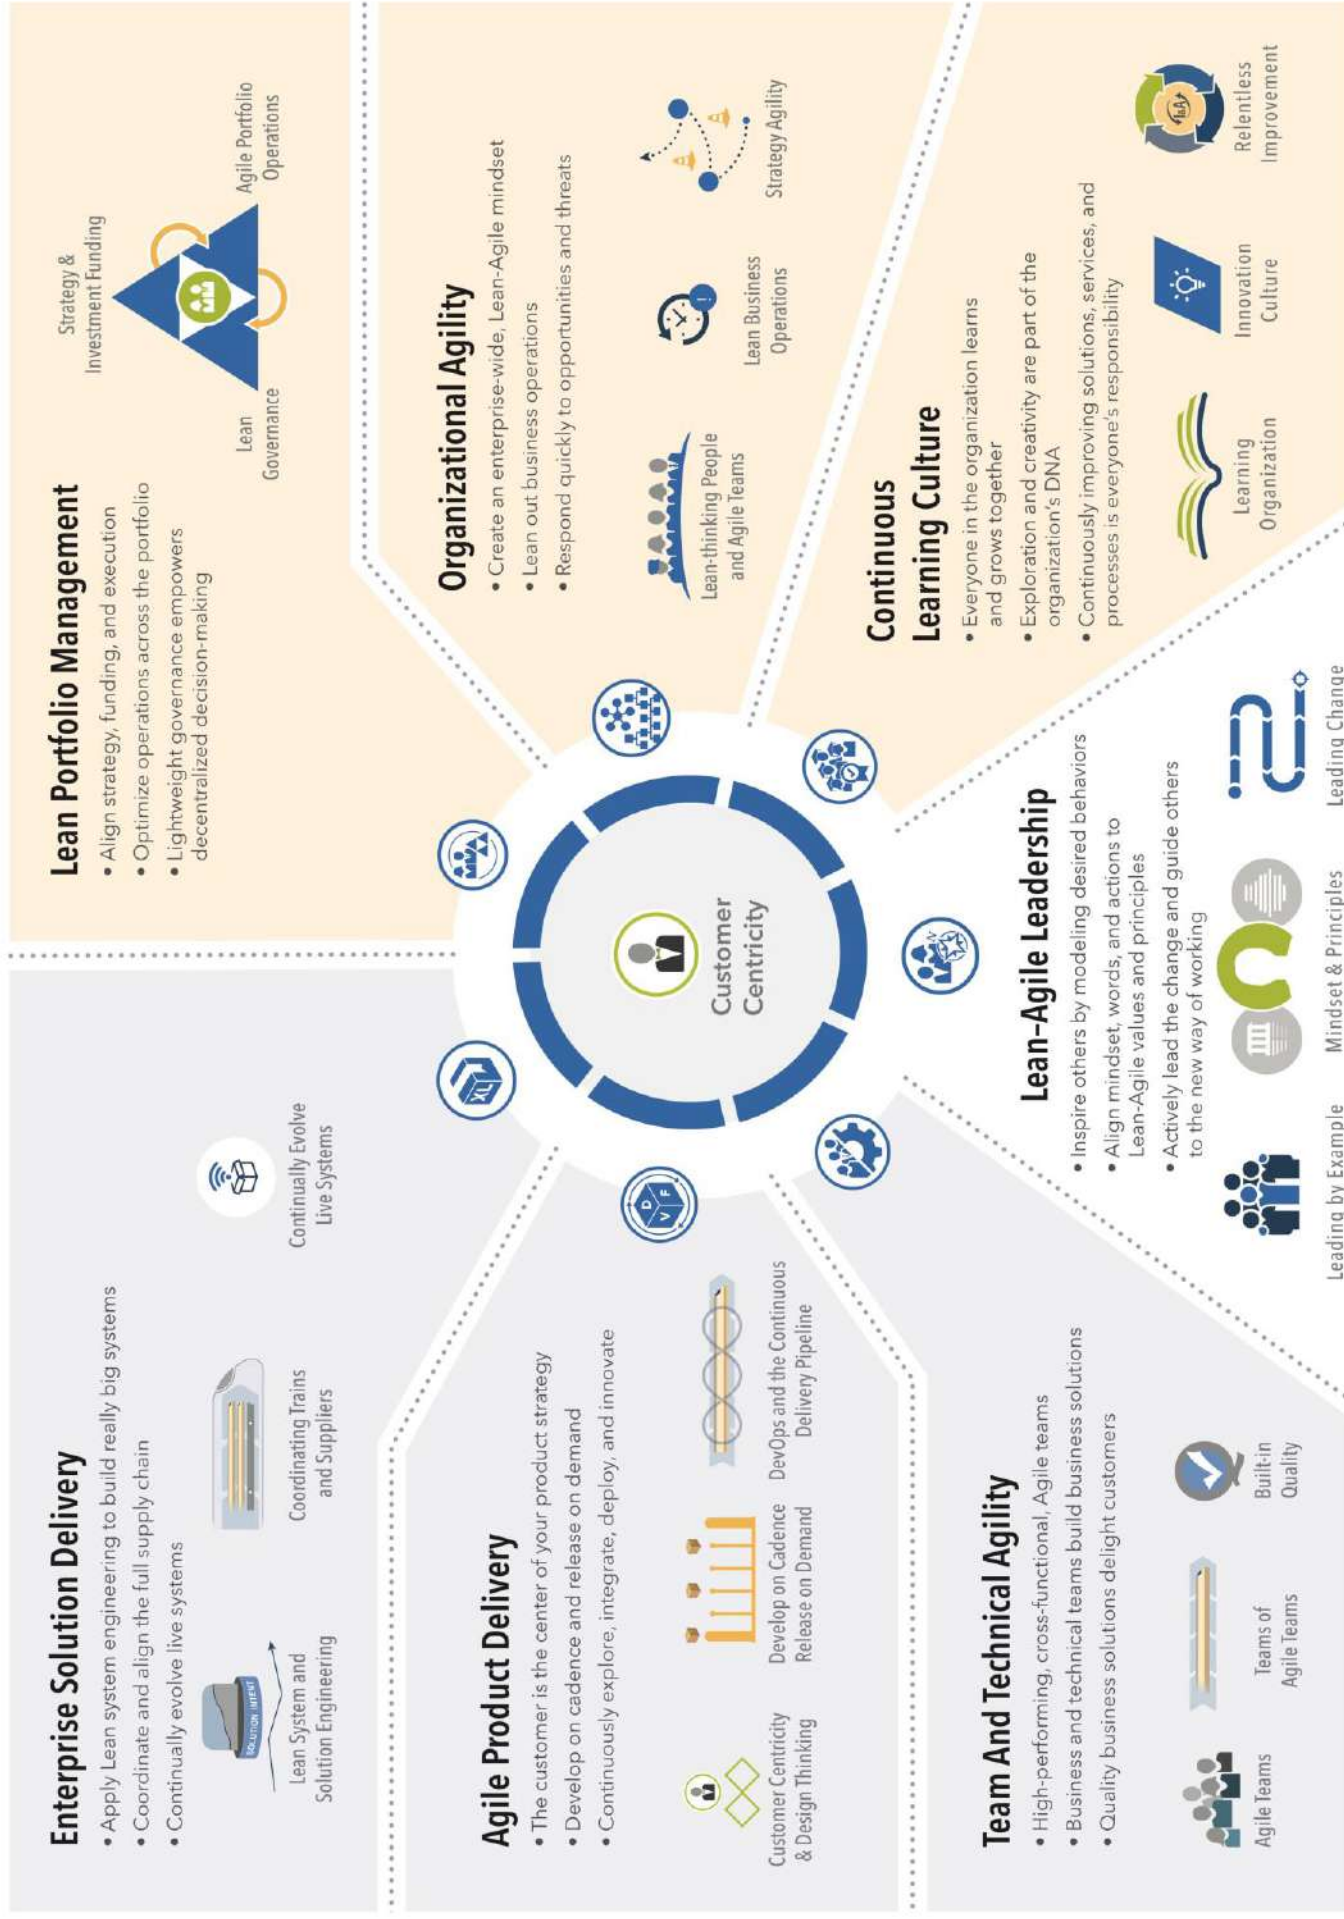 Enterprise Solution Delivery
• Apply Lean system engineering to build really big systems
• Coordinate and align the full supply chain
• Continually evolve live systems
SOLUTION INTENT
Lean System and
Solution Engineering
Coordinating Trains
and Suppliers
Continually Evolve
Live Systems
Lean Portfolio Management
• Align strategy, funding, and execution
• Optimize operations across the portfolio
• Lightweight governance empowers
decentralized decision-making
Strategy &
Investment Funding
Lean
Governance
Agile Portfolio
Operations
Agile Product Delivery
• The customer is the center of your product strategy
• Develop on cadence and release on demand
• Continuously explore, integrate, deploy, and innovate
Customer Centricity
& Design Thinking
Develop on Cadence
Release on Demand
DevOps and the Continuous
Delivery Pipeline
XL
D
V
F
Customer
Centricity
N
Organizational Agility
• Create an enterprise-wide, Lean-Agile mindset
• Lean out business operations
• Respond quickly to opportunities and threats
Lean-thinking People
and Agile Teams
Lean Business
Operations
Strategy Agility
Team And Technical Agility
• High-performing, cross-functional, Agile teams
• Business and technical teams build business solutions
• Quality business solutions delight customers
Agile Teams
Teams of
Agile Teams
Built-in
Quality
Lean-Agile Leadership
• Inspire others by modeling desired behaviors
• Align mindset, words, and actions to
Lean-Agile values and principles
• Actively lead the change and guide others
to the new way of working
Leading by Example
Mindset & Principles
Leading Change
Continuous
Learning Culture
• Everyone in the organization learns
and grows together
• Exploration and creativity are part of the
organization's DNA
• Continuously improving solutions, services, and
processes is everyone's responsibility
Learning
Organization
Innovation
Culture
I&A
Relentless
Improvement